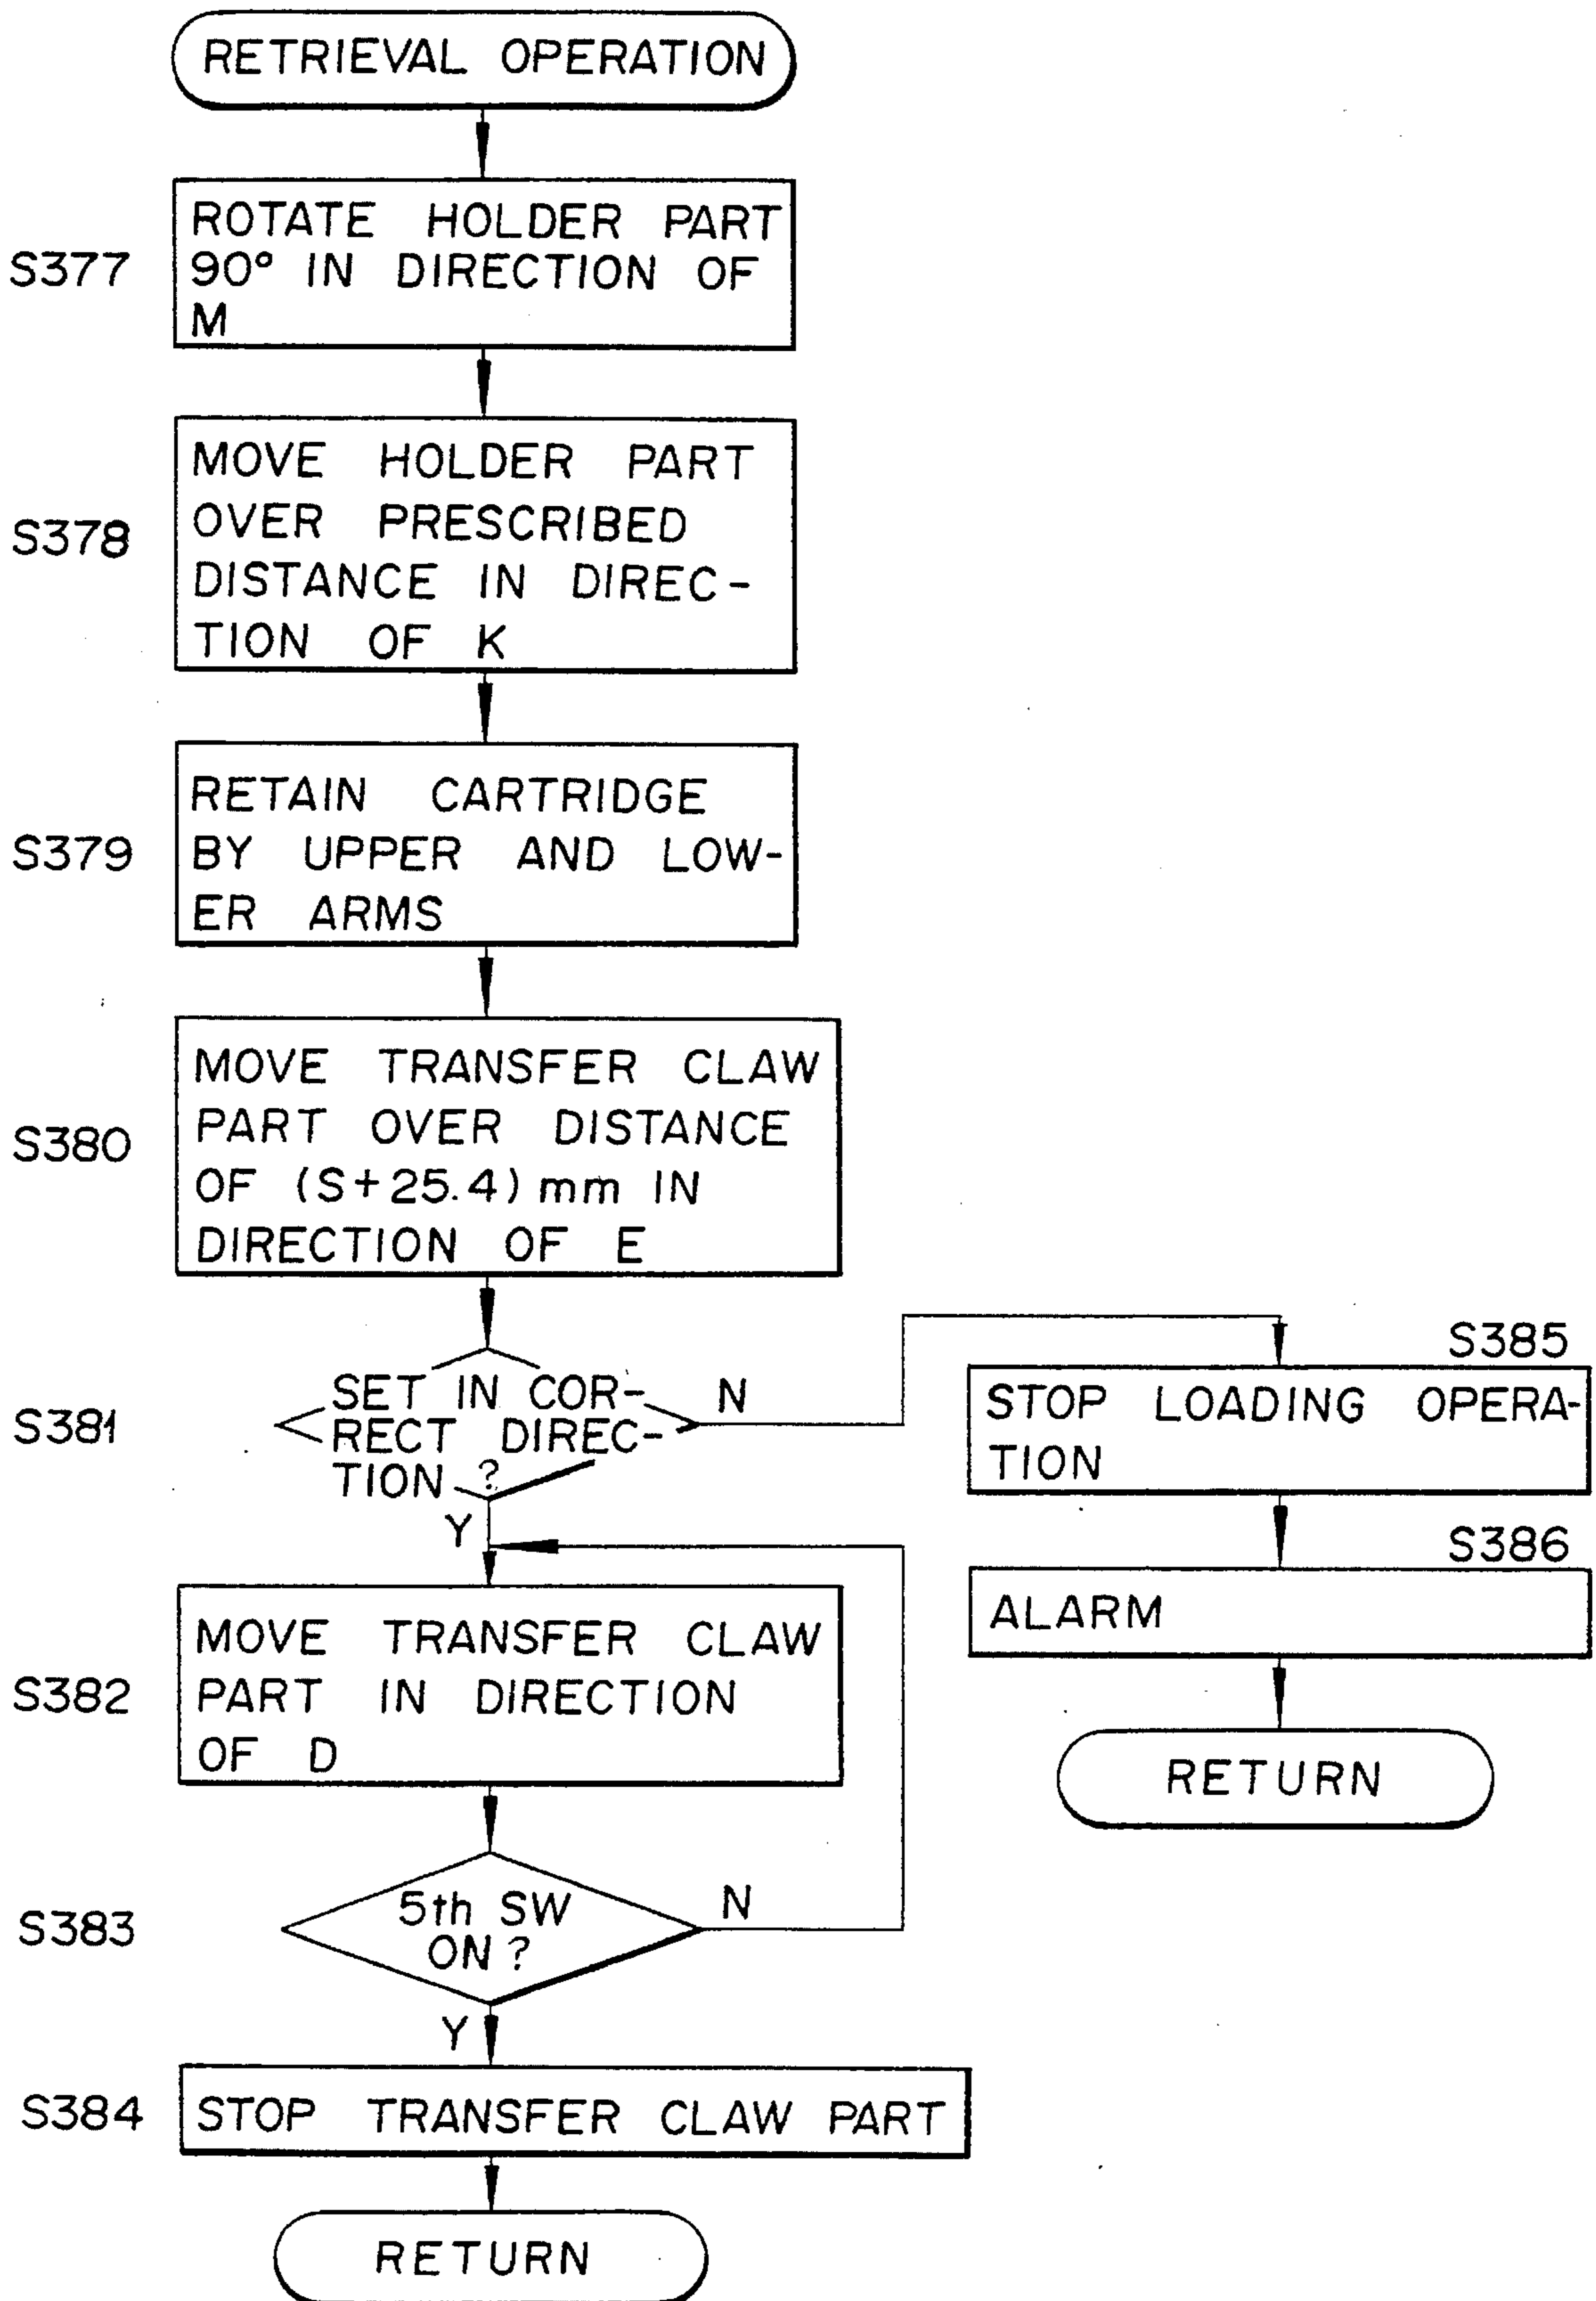 RETRIEVAL OPERATION
S377
ROTATE HOLDER PART
90° IN DIRECTION OF
M
S378
MOVE HOLDER PART
OVER PRESCRIBED
DISTANCE IN DIREC-
TION OF K
S379
RETAIN CARTRIDGE
BY UPPER AND LOW-
ER ARMS
S380
MOVE TRANSFER CLAW
PART OVER DISTANCE
OF (S+25.4) mm IN
DIRECTION OF E
S381
SET IN COR-
RECT DIREC-
TION ?
N
Y
S385
STOP LOADING OPERA-
TION
S386
ALARM
RETURN
S382
MOVE TRANSFER CLAW
PART IN DIRECTION
OF D
S383
5th SW
ON ?
N
Y
S384
STOP TRANSFER CLAW PART
RETURN